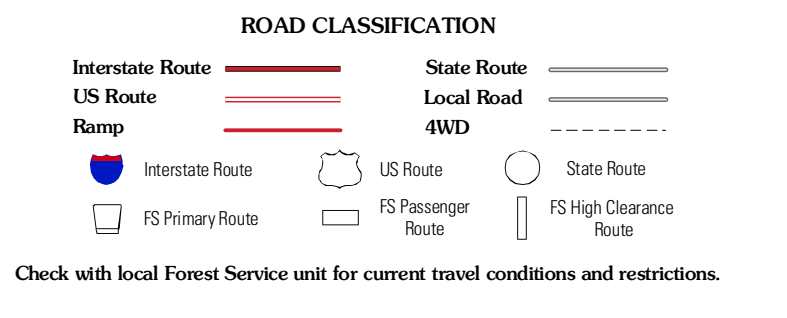 ROAD CLASSIFICATION
Interstate Route
State Route
US Route
Local Road
Ramp
4WD
Interstate Route
US Route
State Route
FS Primary Route
FS Passenger
Route
FS High Clearance
Route
Check with local Forest Service unit for current travel conditions and restrictions.